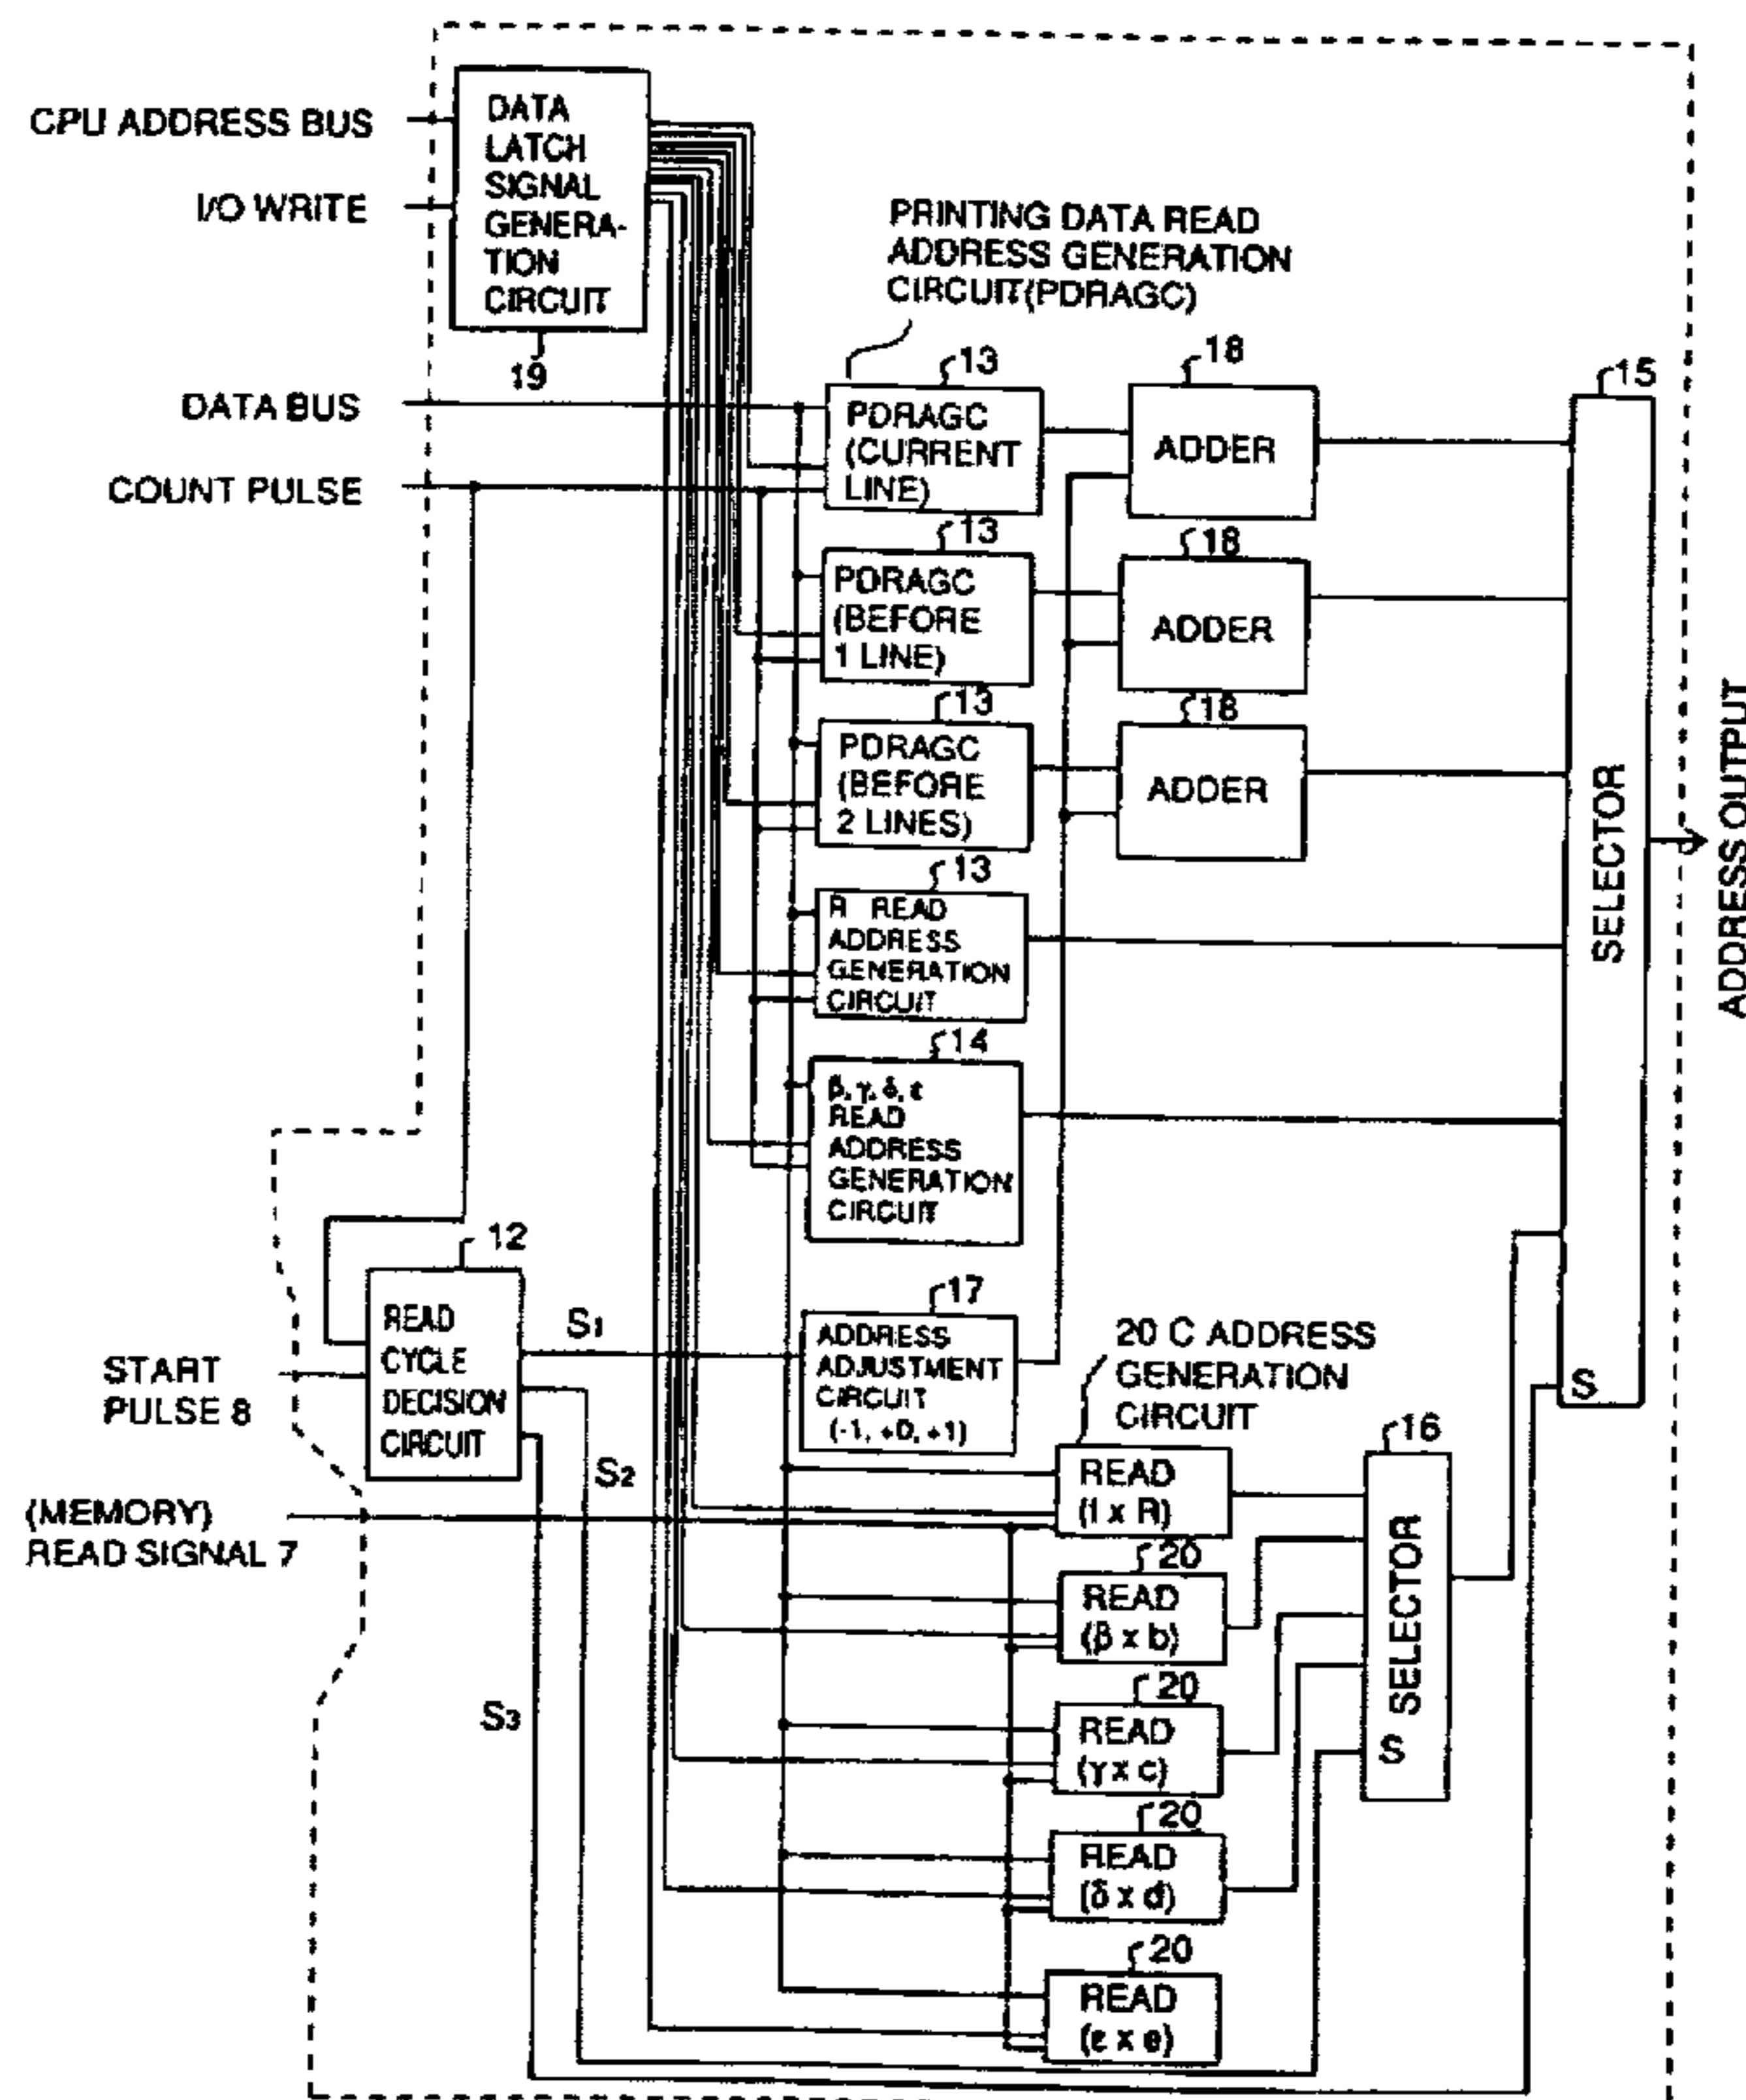 CPU ADDRESS BUS
I/O WRITE
DATA
LATCH
SIGNAL
GENERA-
TION
CIRCUIT
19
PRINTING DATA READ
ADDRESS GENERATION
CIRCUIT(PDRAGC)
DATA BUS
COUNT PULSE
13
PDRAGC
(CURRENT
LINE)
18
ADDER
15
SELECTOR
S
ADDRESS OUTPUT
13
PDRAGC
(BEFORE
1 LINE)
18
ADDER
13
PDRAGC
(BEFORE
2 LINES)
18
ADDER
13
R READ
ADDRESS
GENERATION
CIRCUIT
14
β, γ, δ, ε
READ
ADDRESS
GENERATION
CIRCUIT
12
READ
CYCLE
DECISION
CIRCUIT
START
PULSE 8
S1
S2
S3
17
ADDRESS
ADJUSTMENT
CIRCUIT
(-1, +0, +1)
20 C ADDRESS
GENERATION
CIRCUIT
(MEMORY)
READ SIGNAL 7
READ
(1 x R)
20
READ
(β x b)
20
READ
(γ x c)
20
READ
(δ x d)
20
READ
(ε x e)
16
SELECTOR
S